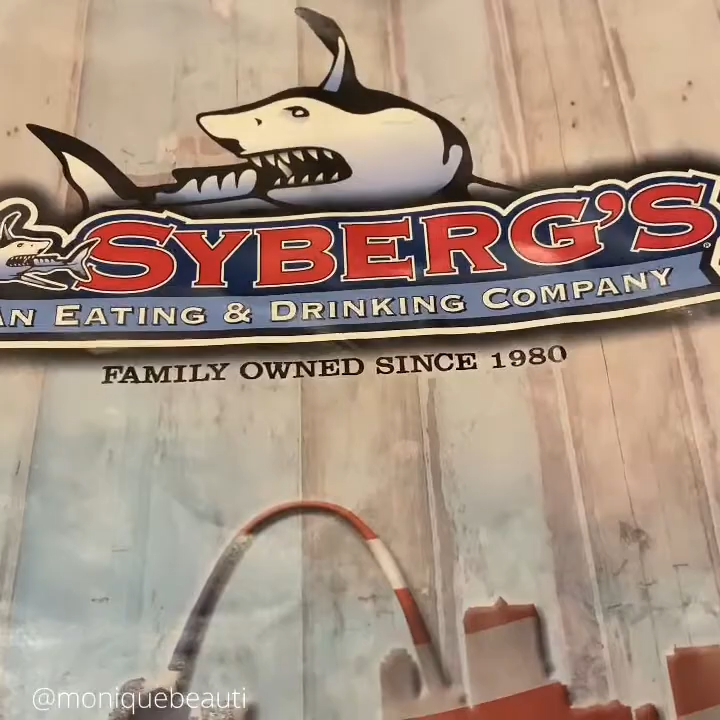 SYBERG'S®
AN EATING & DRINKING COMPANY
FAMILY OWNED SINCE 1980
@moniquebeauti